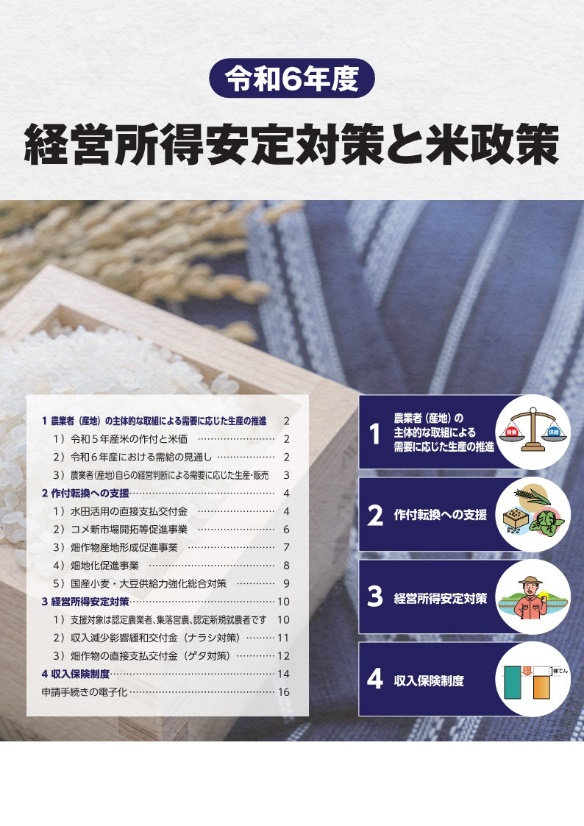 令和6年度
経営所得安定対策と米政策
1 農業者（産地）の主体的な取組による需要に応じた生産の推進 2
1）令和５年産米の作付と米価 ………………… 2
2）令和６年産における需給の見通し ………… 2
3）農業者(産地)自らの経営判断による需要に応じた生産・販売 3
2 作付転換への支援 ………………………………… 4
1）水田活用の直接支払交付金 ………………… 4
2）コメ新市場開拓等促進事業 ………………… 6
3）畑作物産地形成促進事業 …………………… 7
4）畑地化促進事業 ……………………………… 8
5）国産小麦・大豆供給力強化総合対策 ……… 9
3 経営所得安定対策 ………………………………… 10
1）支援対象は認定農業者、集落営農、認定新規就農者です 10
2）収入減少影響緩和交付金（ナラシ対策） …… 11
3）畑作物の直接支払交付金（ゲタ対策） ……… 12
4 収入保険制度 ……………………………………… 14
申請手続きの電子化 ………………………………… 16
1 農業者（産地）の
主体的な取組による
需要に応じた生産の推進
需要 供給
2 作付転換への支援
3 経営所得安定対策
4 収入保険制度
補てん